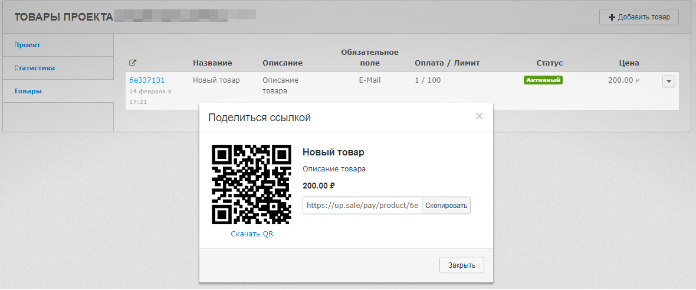 ТОВАРЫ ПРОЕКТА
Добавить товар
Проект
Статистика
Товары
Название
Описание
Обязательное
поле
Оплата / Лимит
Статус
Цена
6e337131
14 февраля в
17:21
Новый товар
Описание
товара
E-Mail
1 / 100
Активный
200.00 ₽
Поделиться ссылкой
×
Новый товар
Описание товара
200.00 ₽
https://up.sale/pay/product/6e
Скопировать
Скачать QR
Закрыть